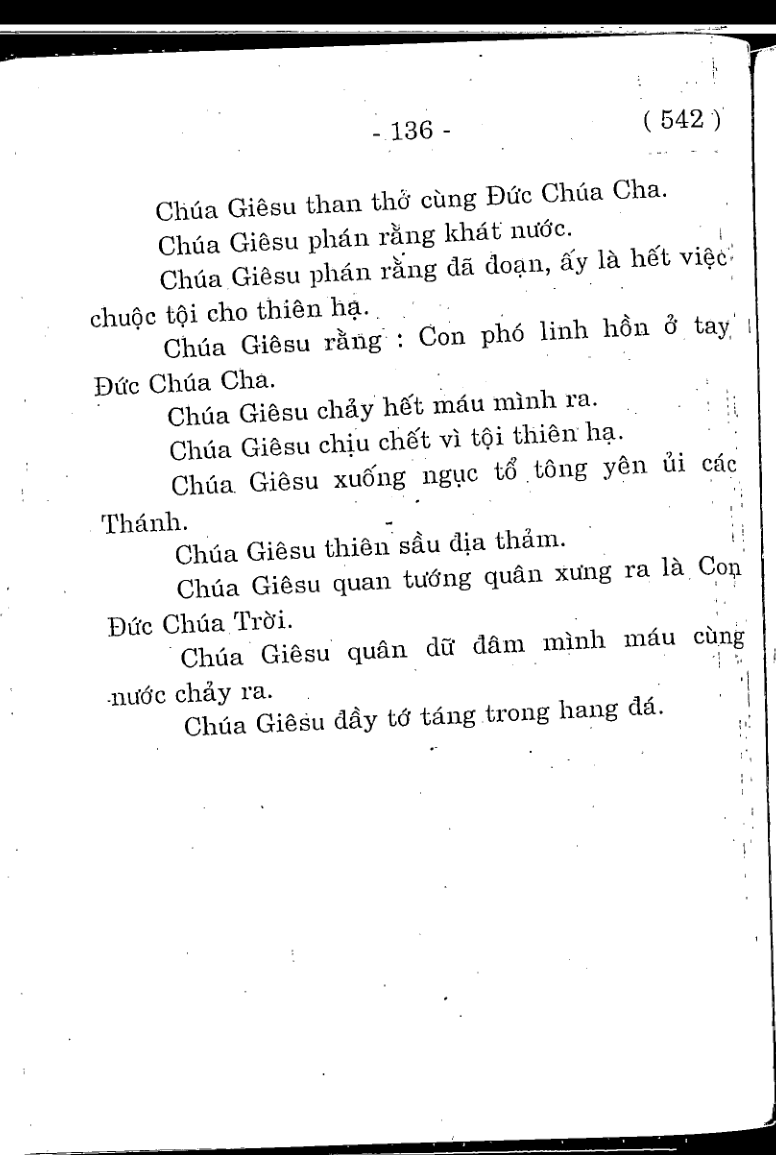 - 136 -
( 542 )
Chúa Giêsu than thở cùng Đức Chúa Cha.
Chúa Giêsu phán rằng khát nước.
Chúa Giêsu phán rằng đã đoạn, ấy là hết việc
chuộc tội cho thiên hạ.
Chúa Giêsu rằng : Con phó linh hồn ở tay
Đức Chúa Cha.
Chúa Giêsu chảy hết máu mình ra.
Chúa Giêsu chịu chết vì tội thiên hạ.
Chúa Giêsu xuống ngục tổ tông yên ủi các
Thánh.
Chúa Giêsu thiên sầu địa thảm.
Chúa Giêsu quan tướng quân xưng ra là Con
Đức Chúa Trời.
Chúa Giêsu quân dữ đâm mình máu cùng
nước chảy ra.
Chúa Giêsu đầy tớ táng trong hang đá.